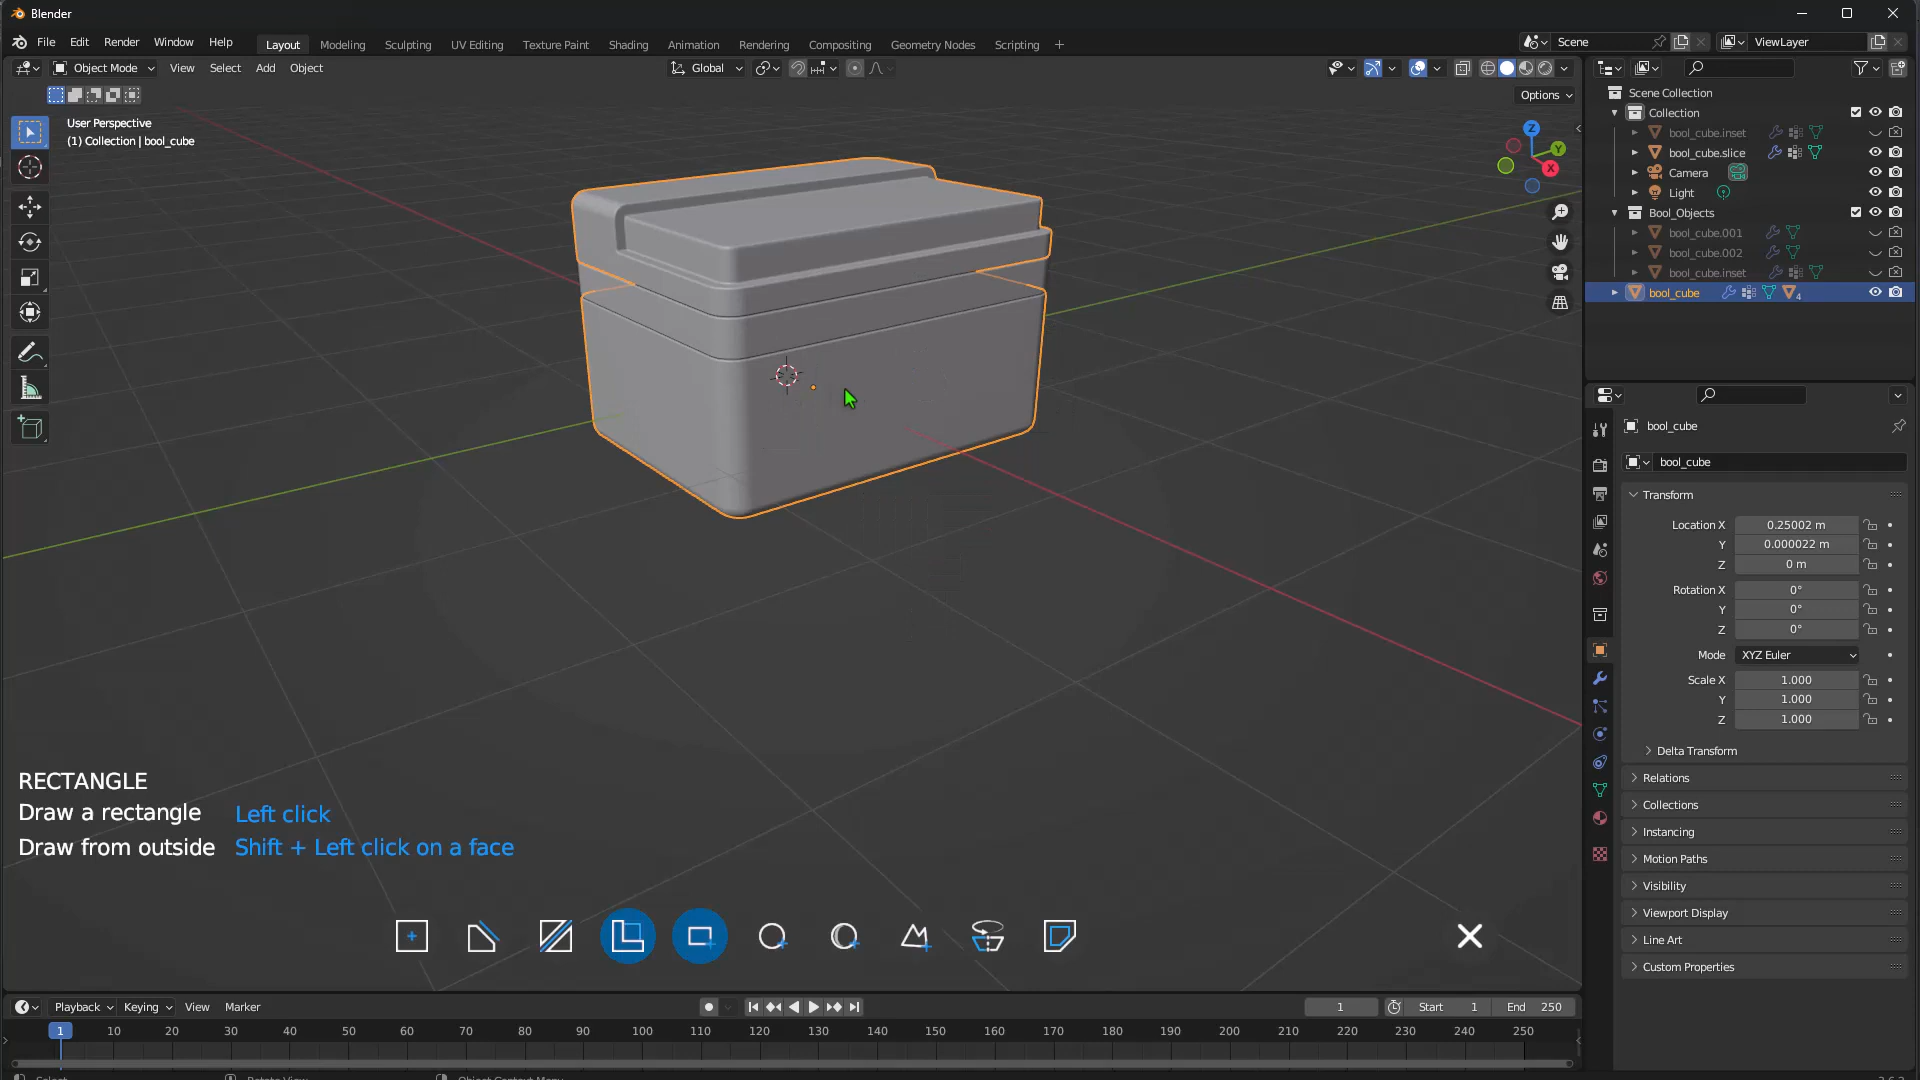 Blender
File Edit Render Window Help
Layout Modeling Sculpting UV Editing Texture Paint Shading Animation Rendering Compositing Geometry Nodes Scripting +
Scene ViewLayer
Object Mode View Select Add Object
Global
Options
User Perspective
(1) Collection | bool_cube
Z
Y
X
Scene Collection
Collection
bool_cube.inset
bool_cube.slice
Camera
Light
Bool_Objects
bool_cube.001
bool_cube.002
bool_cube.inset
bool_cube 4
bool_cube
bool_cube
Transform
Location X 0.25002 m
Y 0.000022 m
Z 0 m
Rotation X 0°
Y 0°
Z 0°
Mode XYZ Euler
Scale X 1.000
Y 1.000
Z 1.000
Delta Transform
Relations
Collections
Instancing
Motion Paths
Visibility
Viewport Display
Line Art
Custom Properties
RECTANGLE
Draw a rectangle Left click
Draw from outside Shift + Left click on a face
Playback Keying View Marker
1 Start 1 End 250
1 10 20 30 40 50 60 70 80 90 100 110 120 130 140 150 160 170 180 190 200 210 220 230 240 250
Select Rotate View Object Context Menu